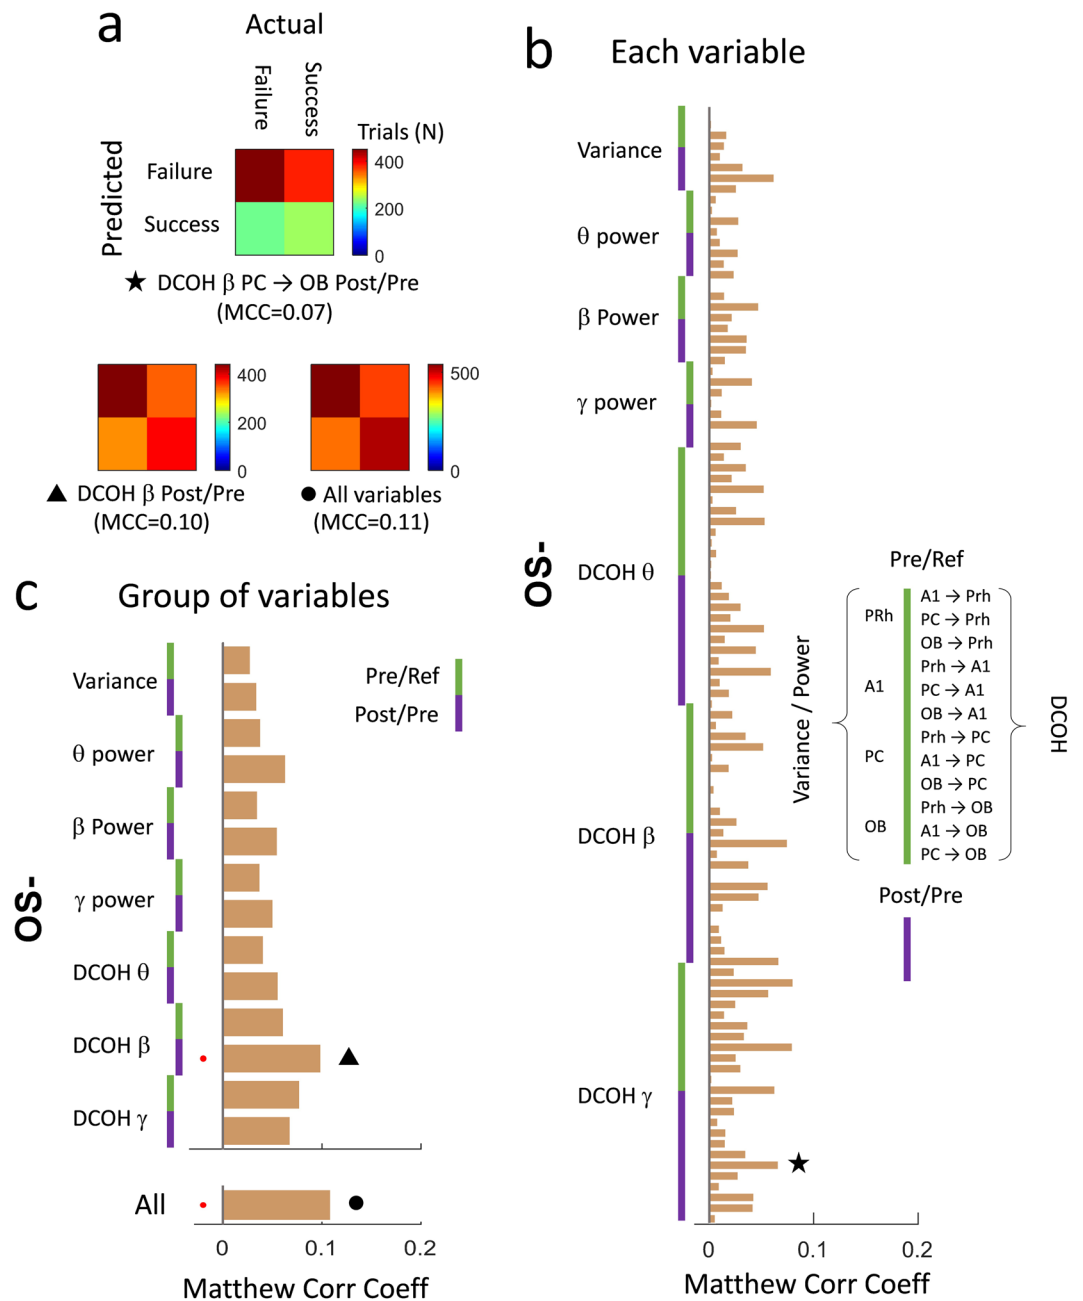 a
Actual
Failure
Success
Predicted
Failure
Success
Trials (N)
400
200
0
★ DCOH β PC → OB Post/Pre
(MCC=0.07)
400
200
0
▲ DCOH β Post/Pre
(MCC=0.10)
500
0
● All variables
(MCC=0.11)
b
Each variable
OS-
Variance
θ power
β Power
γ power
DCOH θ
DCOH β
DCOH γ
★
0
0.1
0.2
Matthew Corr Coeff
Pre/Ref
Variance / Power
PRh
A1
PC
OB
A1 → Prh
PC → Prh
OB → Prh
Prh → A1
PC → A1
OB → A1
Prh → PC
A1 → PC
OB → PC
Prh → OB
A1 → OB
PC → OB
DCOH
Post/Pre
c
Group of variables
OS-
Variance
θ power
β Power
γ power
DCOH θ
DCOH β
▲
DCOH γ
Pre/Ref
Post/Pre
All
●
0
0.1
0.2
Matthew Corr Coeff